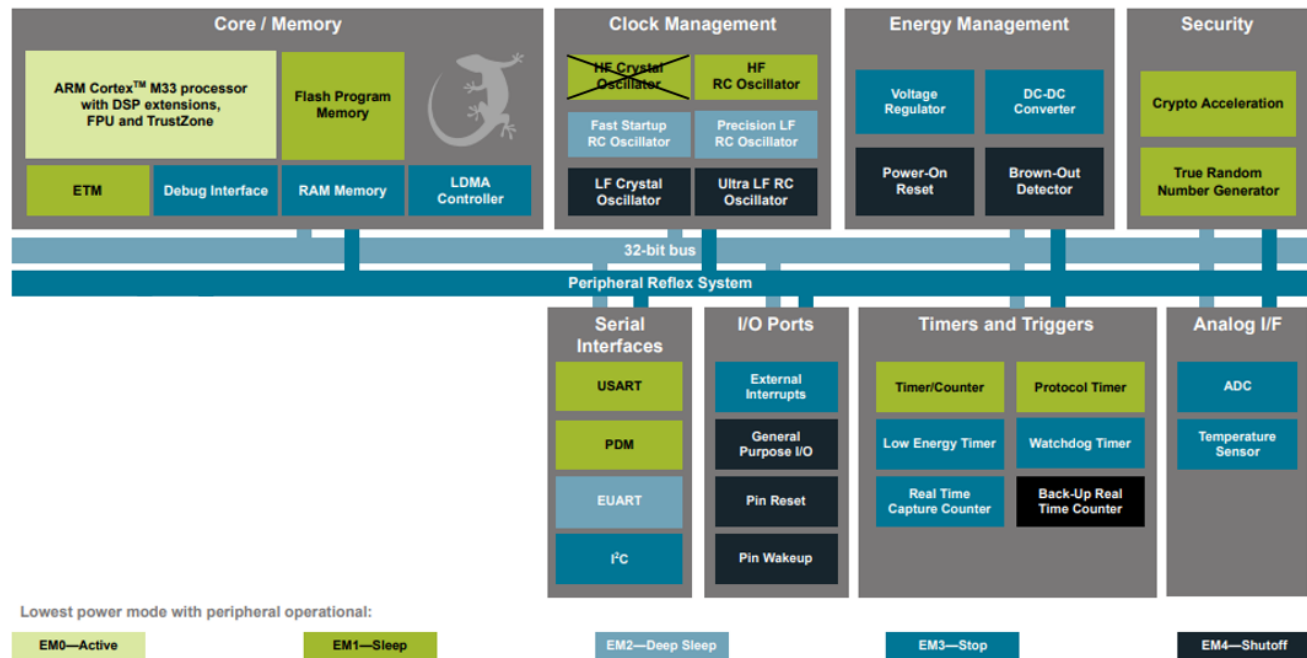 Core / Memory
ARM Cortex™ M33 processor
with DSP extensions,
FPU and TrustZone
Flash Program
Memory
ETM
Debug Interface
RAM Memory
LDMA
Controller
Clock Management
HF Crystal
Oscillator
HF
RC Oscillator
Fast Startup
RC Oscillator
Precision LF
RC Oscillator
LF Crystal
Oscillator
Ultra LF RC
Oscillator
Energy Management
Voltage
Regulator
DC-DC
Converter
Power-On
Reset
Brown-Out
Detector
Security
Crypto Acceleration
True Random
Number Generator
32-bit bus
Peripheral Reflex System
Serial
Interfaces
USART
PDM
EUART
I²C
I/O Ports
External
Interrupts
General
Purpose I/O
Pin Reset
Pin Wakeup
Timers and Triggers
Timer/Counter
Protocol Timer
Low Energy Timer
Watchdog Timer
Real Time
Capture Counter
Back-Up Real
Time Counter
Analog I/F
ADC
Temperature
Sensor
Lowest power mode with peripheral operational:
EM0—Active
EM1—Sleep
EM2—Deep Sleep
EM3—Stop
EM4—Shutoff